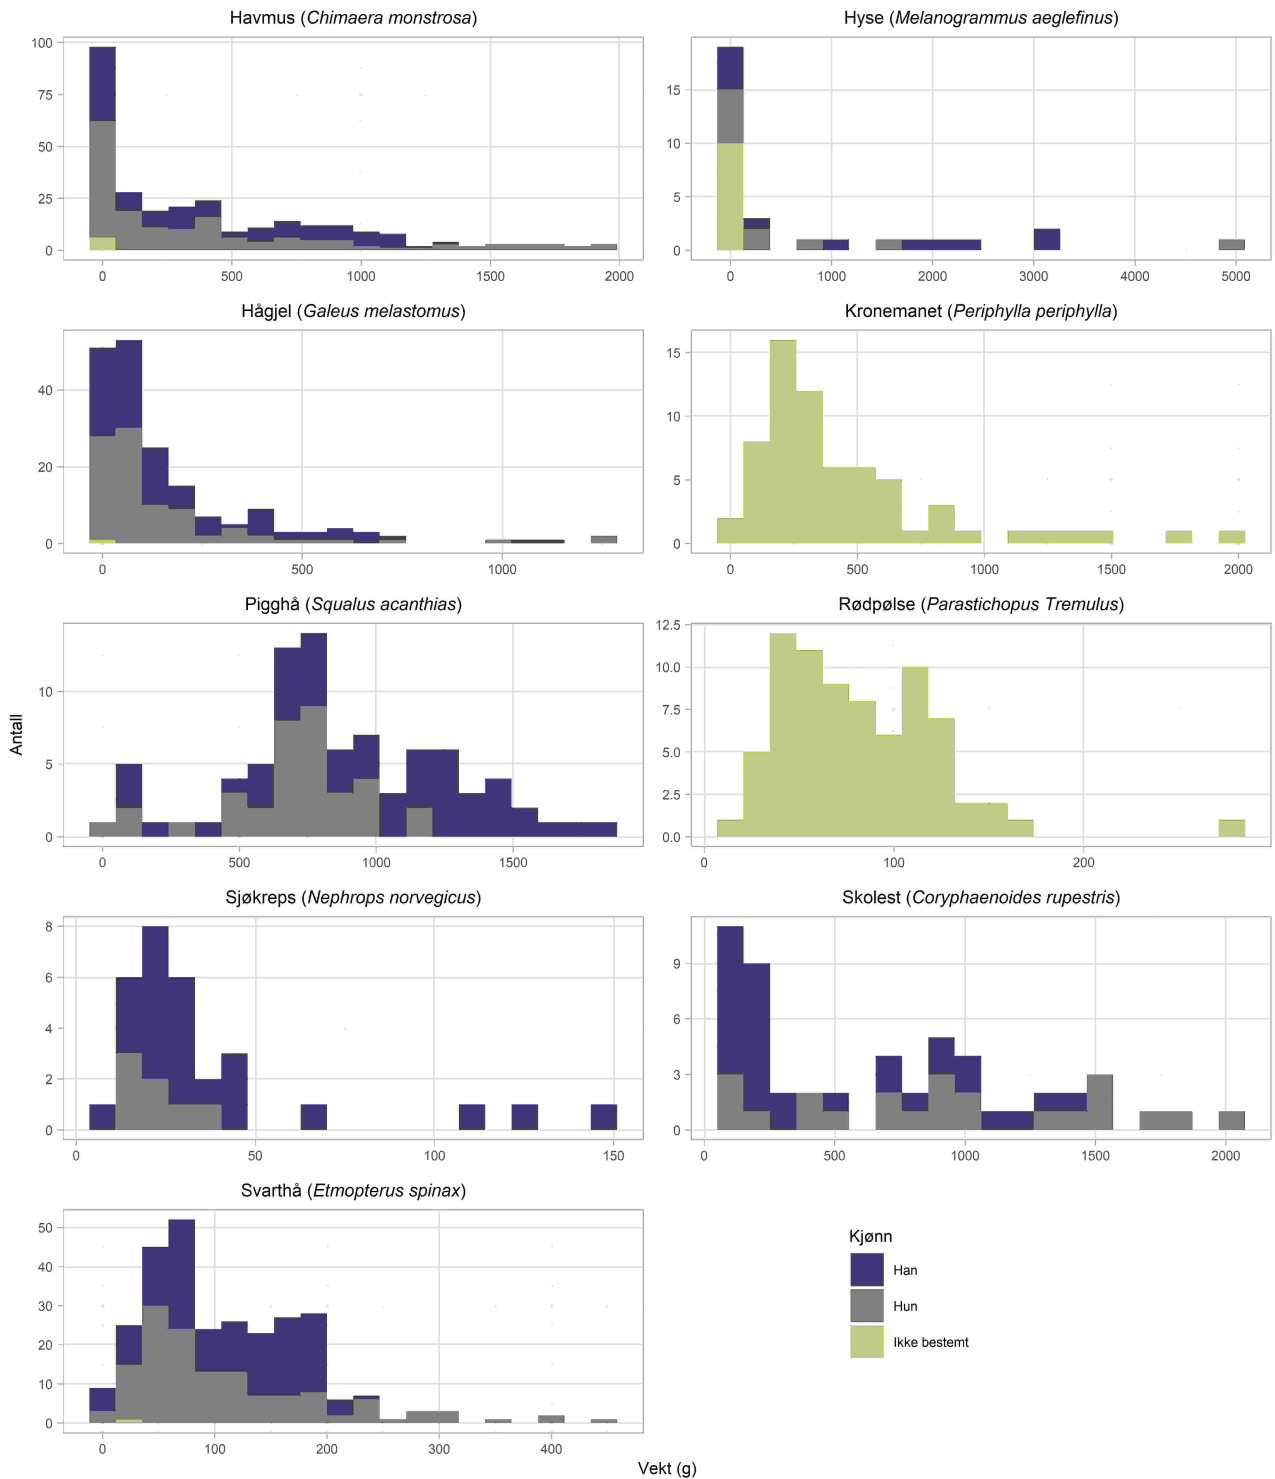 Havmus (Chimaera monstrosa)
Hyse (Melanogrammus aeglefinus)
100
75
50
25
0
0 500 1000 1500 2000
15
10
5
0
0 1000 2000 3000 4000 5000
Hågjel (Galeus melastomus)
Kronemanet (Periphylla periphylla)
40
20
0
0 500 1000
15
10
5
0
0 500 1000 1500 2000
Pigghå (Squalus acanthias)
Rødpølse (Parastichopus Tremulus)
Antall
10
5
0
0 500 1000 1500
12.5
10.0
7.5
5.0
2.5
0.0
0 100 200
Sjøkreps (Nephrops norvegicus)
Skolest (Coryphaenoides rupestris)
8
6
4
2
0
0 50 100 150
9
6
3
0
0 500 1000 1500 2000
Svarthå (Etmopterus spinax)
50
40
30
20
10
0
0 100 200 300 400
Kjønn
Han
Hun
Ikke bestemt
Vekt (g)